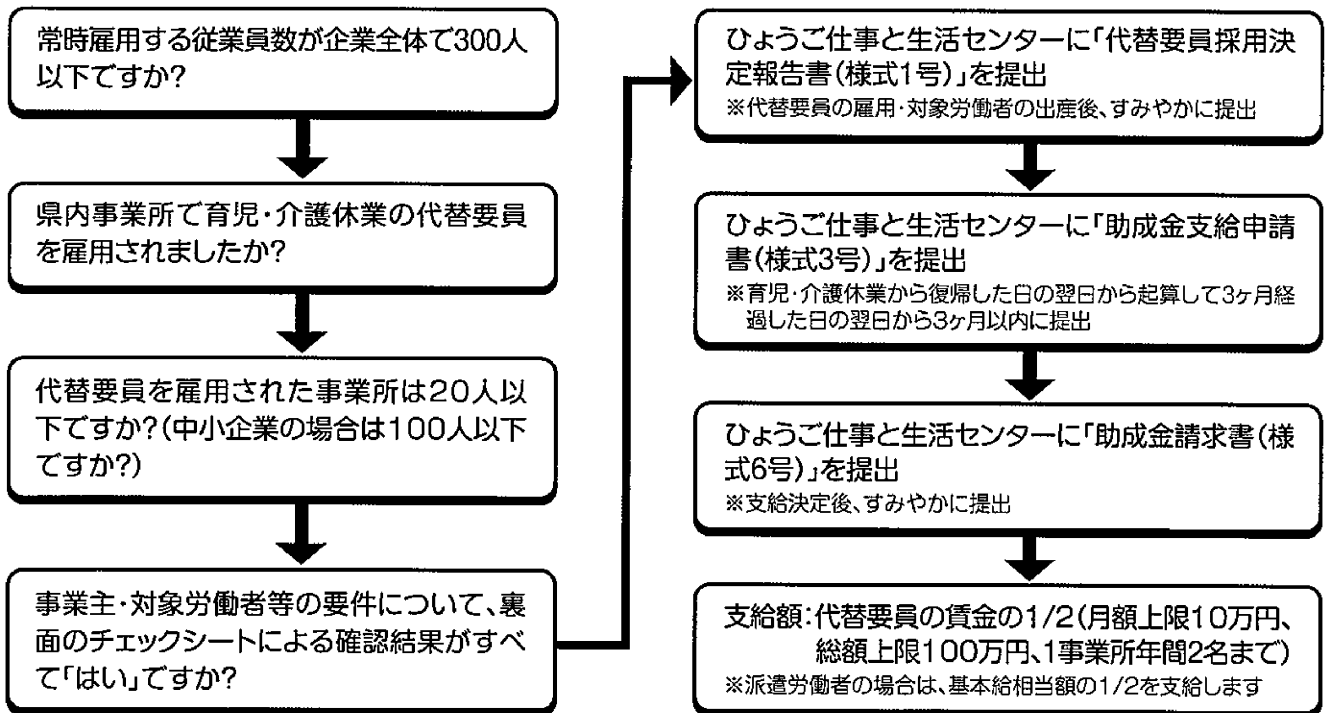 常時雇用する従業員数が企業全体で300人
以下ですか?
県内事業所で育児・介護休業の代替要員
を雇用されましたか?
代替要員を雇用された事業所は20人以
下ですか?(中小企業の場合は100人以下
ですか?)
事業主・対象労働者等の要件について、裏
面のチェックシートによる確認結果がすべ
て「はい」ですか?
ひょうご仕事と生活センターに「代替要員採用決
定報告書(様式1号)」を提出
※代替要員の雇用・対象労働者の出産後、すみやかに提出
ひょうご仕事と生活センターに「助成金支給申請
書(様式3号)」を提出
※育児・介護休業から復帰した日の翌日から起算して3ヶ月経
過した日の翌日から3ヶ月以内に提出
ひょうご仕事と生活センターに「助成金請求書(様
式6号)」を提出
※支給決定後、すみやかに提出
支給額:代替要員の賃金の1/2(月額上限10万円、
総額上限100万円、1事業所年間2名まで)
※派遣労働者の場合は、基本給相当額の1/2を支給します